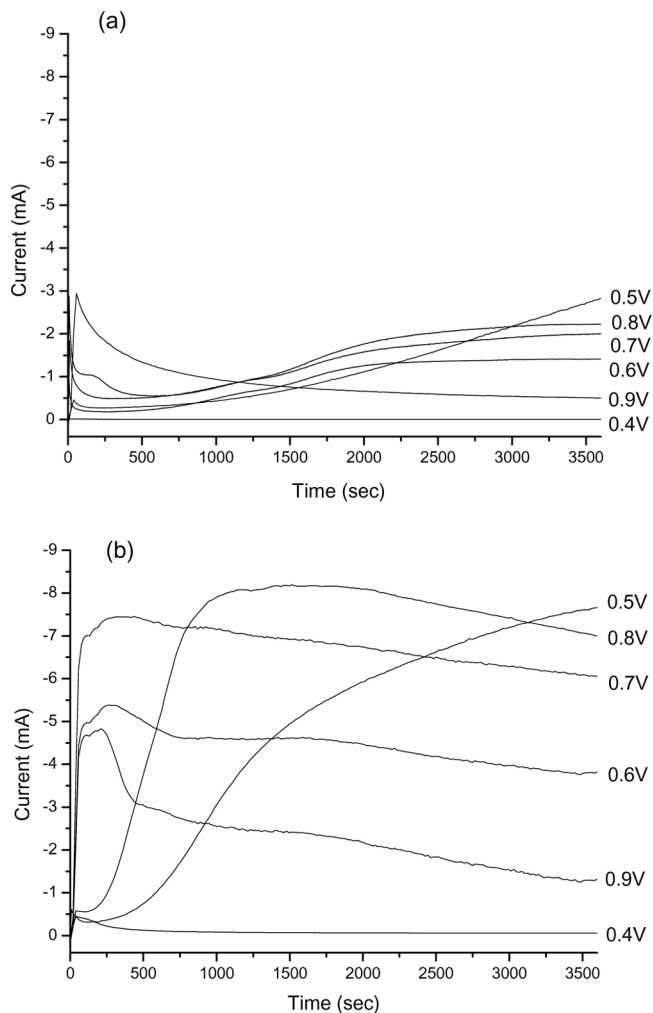 (a)
-9
-8
-7
-6
-5
-4
-3
-2
-1
0
Current (mA)
0.5V
0.8V
0.7V
0.6V
0.9V
0.4V
0 500 1000 1500 2000 2500 3000 3500
Time (sec)
(b)
-9
-8
-7
-6
-5
-4
-3
-2
-1
0
Current (mA)
0.5V
0.8V
0.7V
0.6V
0.9V
0.4V
0 500 1000 1500 2000 2500 3000 3500
Time (sec)